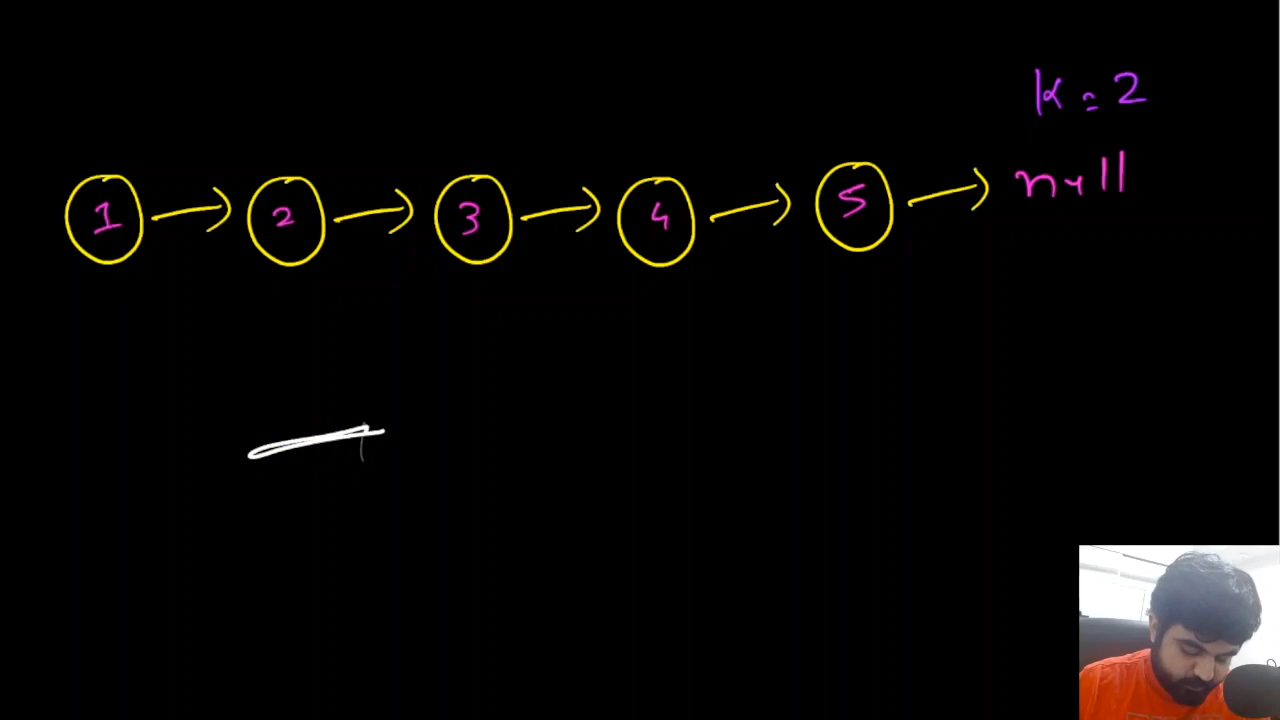 k = 2
1 → 2 → 3 → 4 → 5 → null